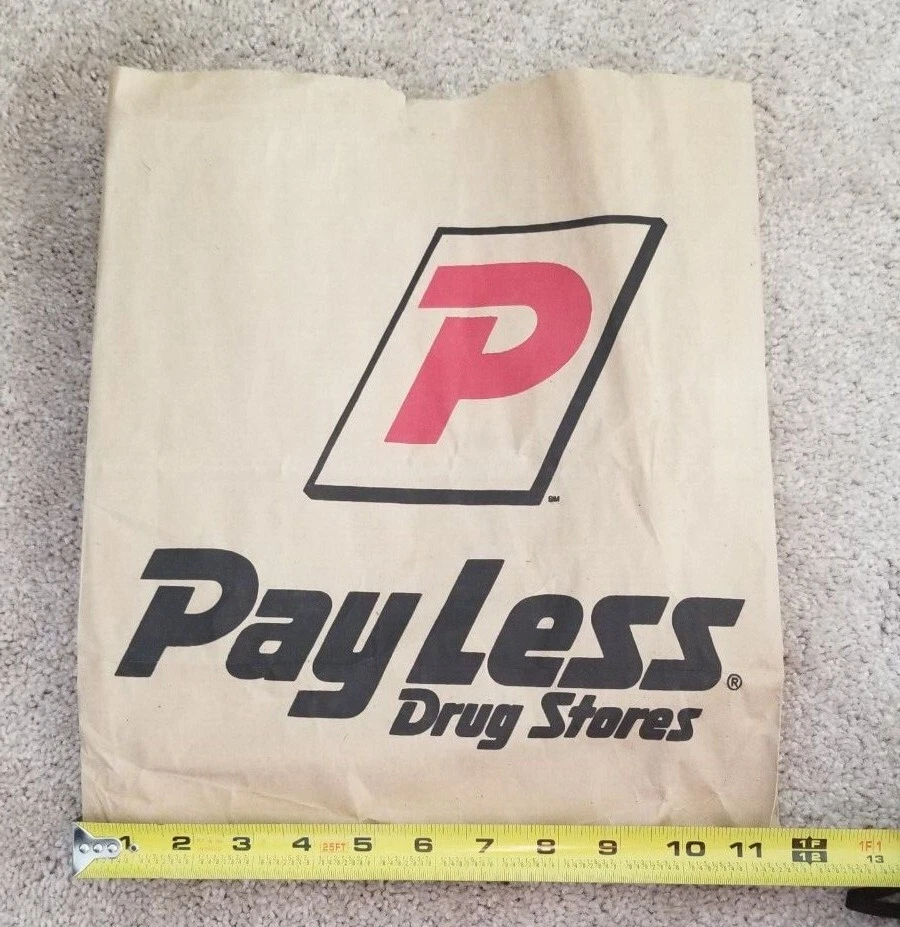 P
SM
PayLess®
Drug Stores
1 2 3 4 25FT 5 6 7 8 9 10 11 1F 12 1F1 13